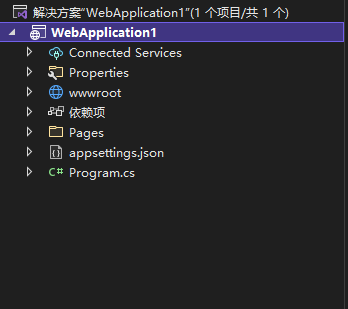 解决方案"WebApplication1"(1 个项目/共 1 个)
WebApplication1
Connected Services
Properties
wwwroot
依赖项
Pages
appsettings.json
C# Program.cs